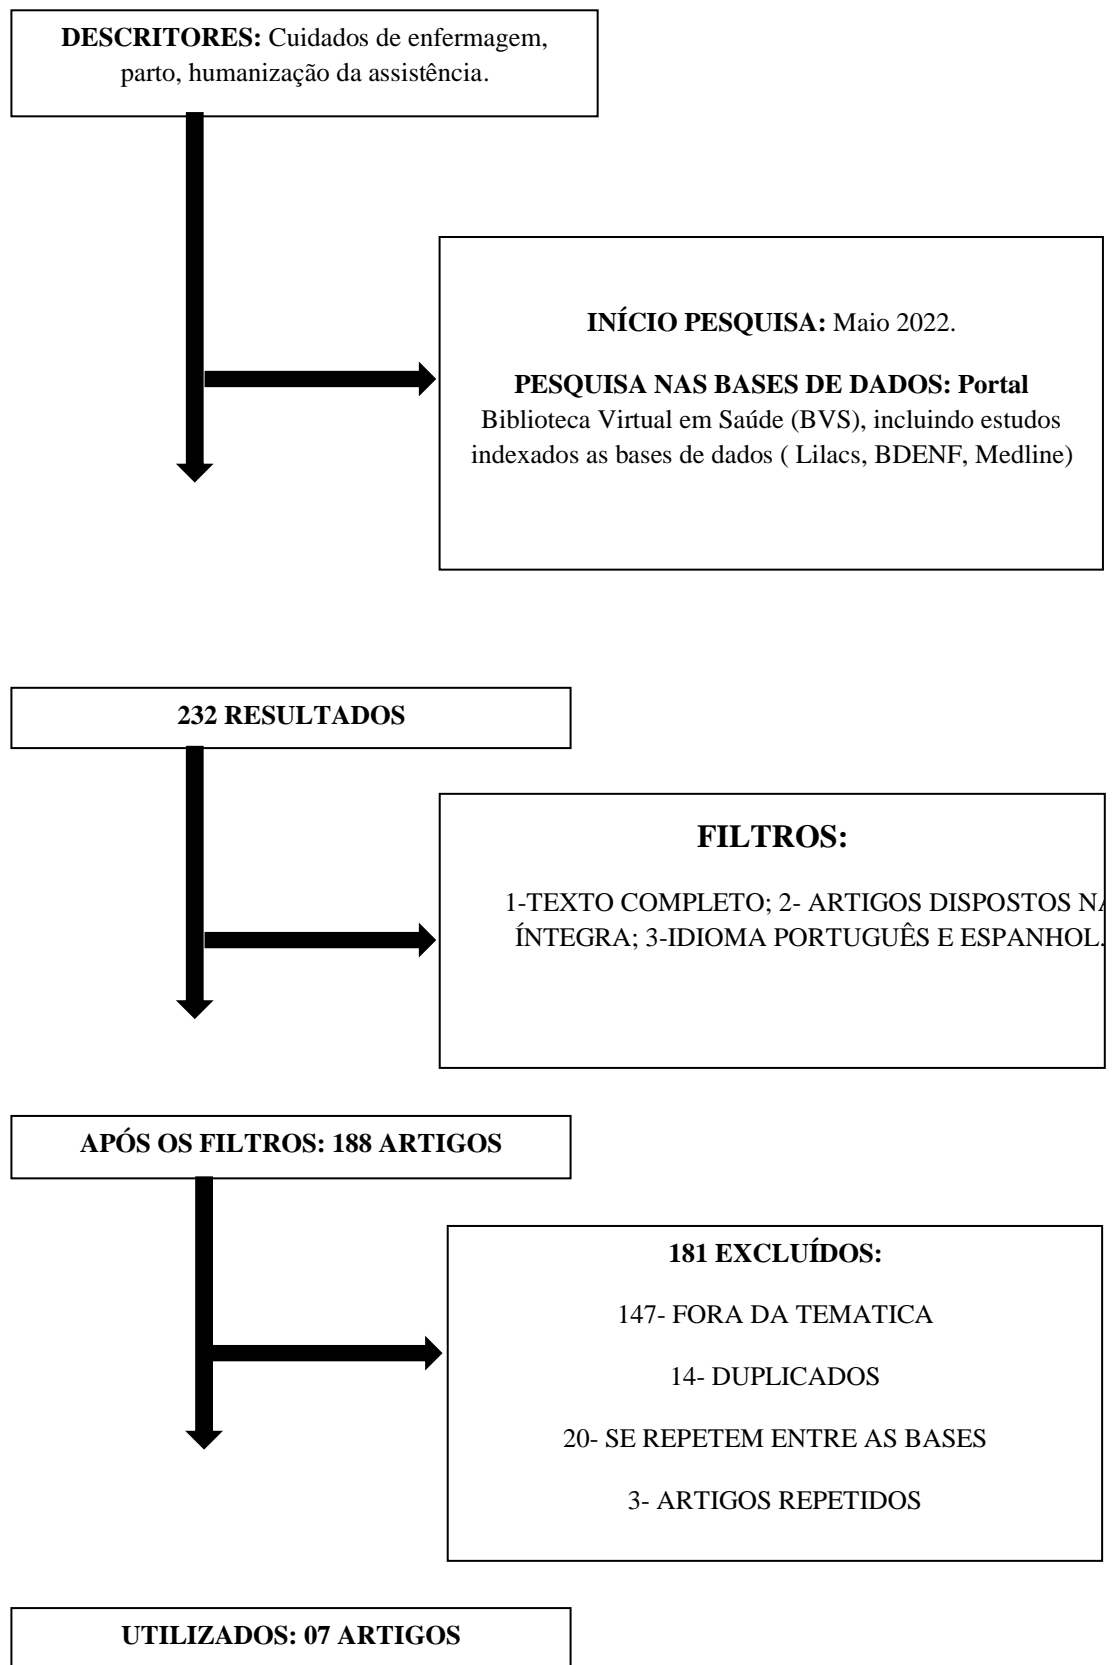 DESCRITORES: Cuidados de enfermagem,
parto, humanização da assistência.
INÍCIO PESQUISA: Maio 2022.
PESQUISA NAS BASES DE DADOS: Portal
Biblioteca Virtual em Saúde (BVS), incluindo estudos
indexados as bases de dados ( Lilacs, BDENF, Medline)
232 RESULTADOS
FILTROS:
1-TEXTO COMPLETO; 2- ARTIGOS DISPOSTOS NA
ÍNTEGRA; 3-IDIOMA PORTUGUÊS E ESPANHOL.
APÓS OS FILTROS: 188 ARTIGOS
181 EXCLUÍDOS:
147- FORA DA TEMATICA
14- DUPLICADOS
20- SE REPETEM ENTRE AS BASES
3- ARTIGOS REPETIDOS
UTILIZADOS: 07 ARTIGOS